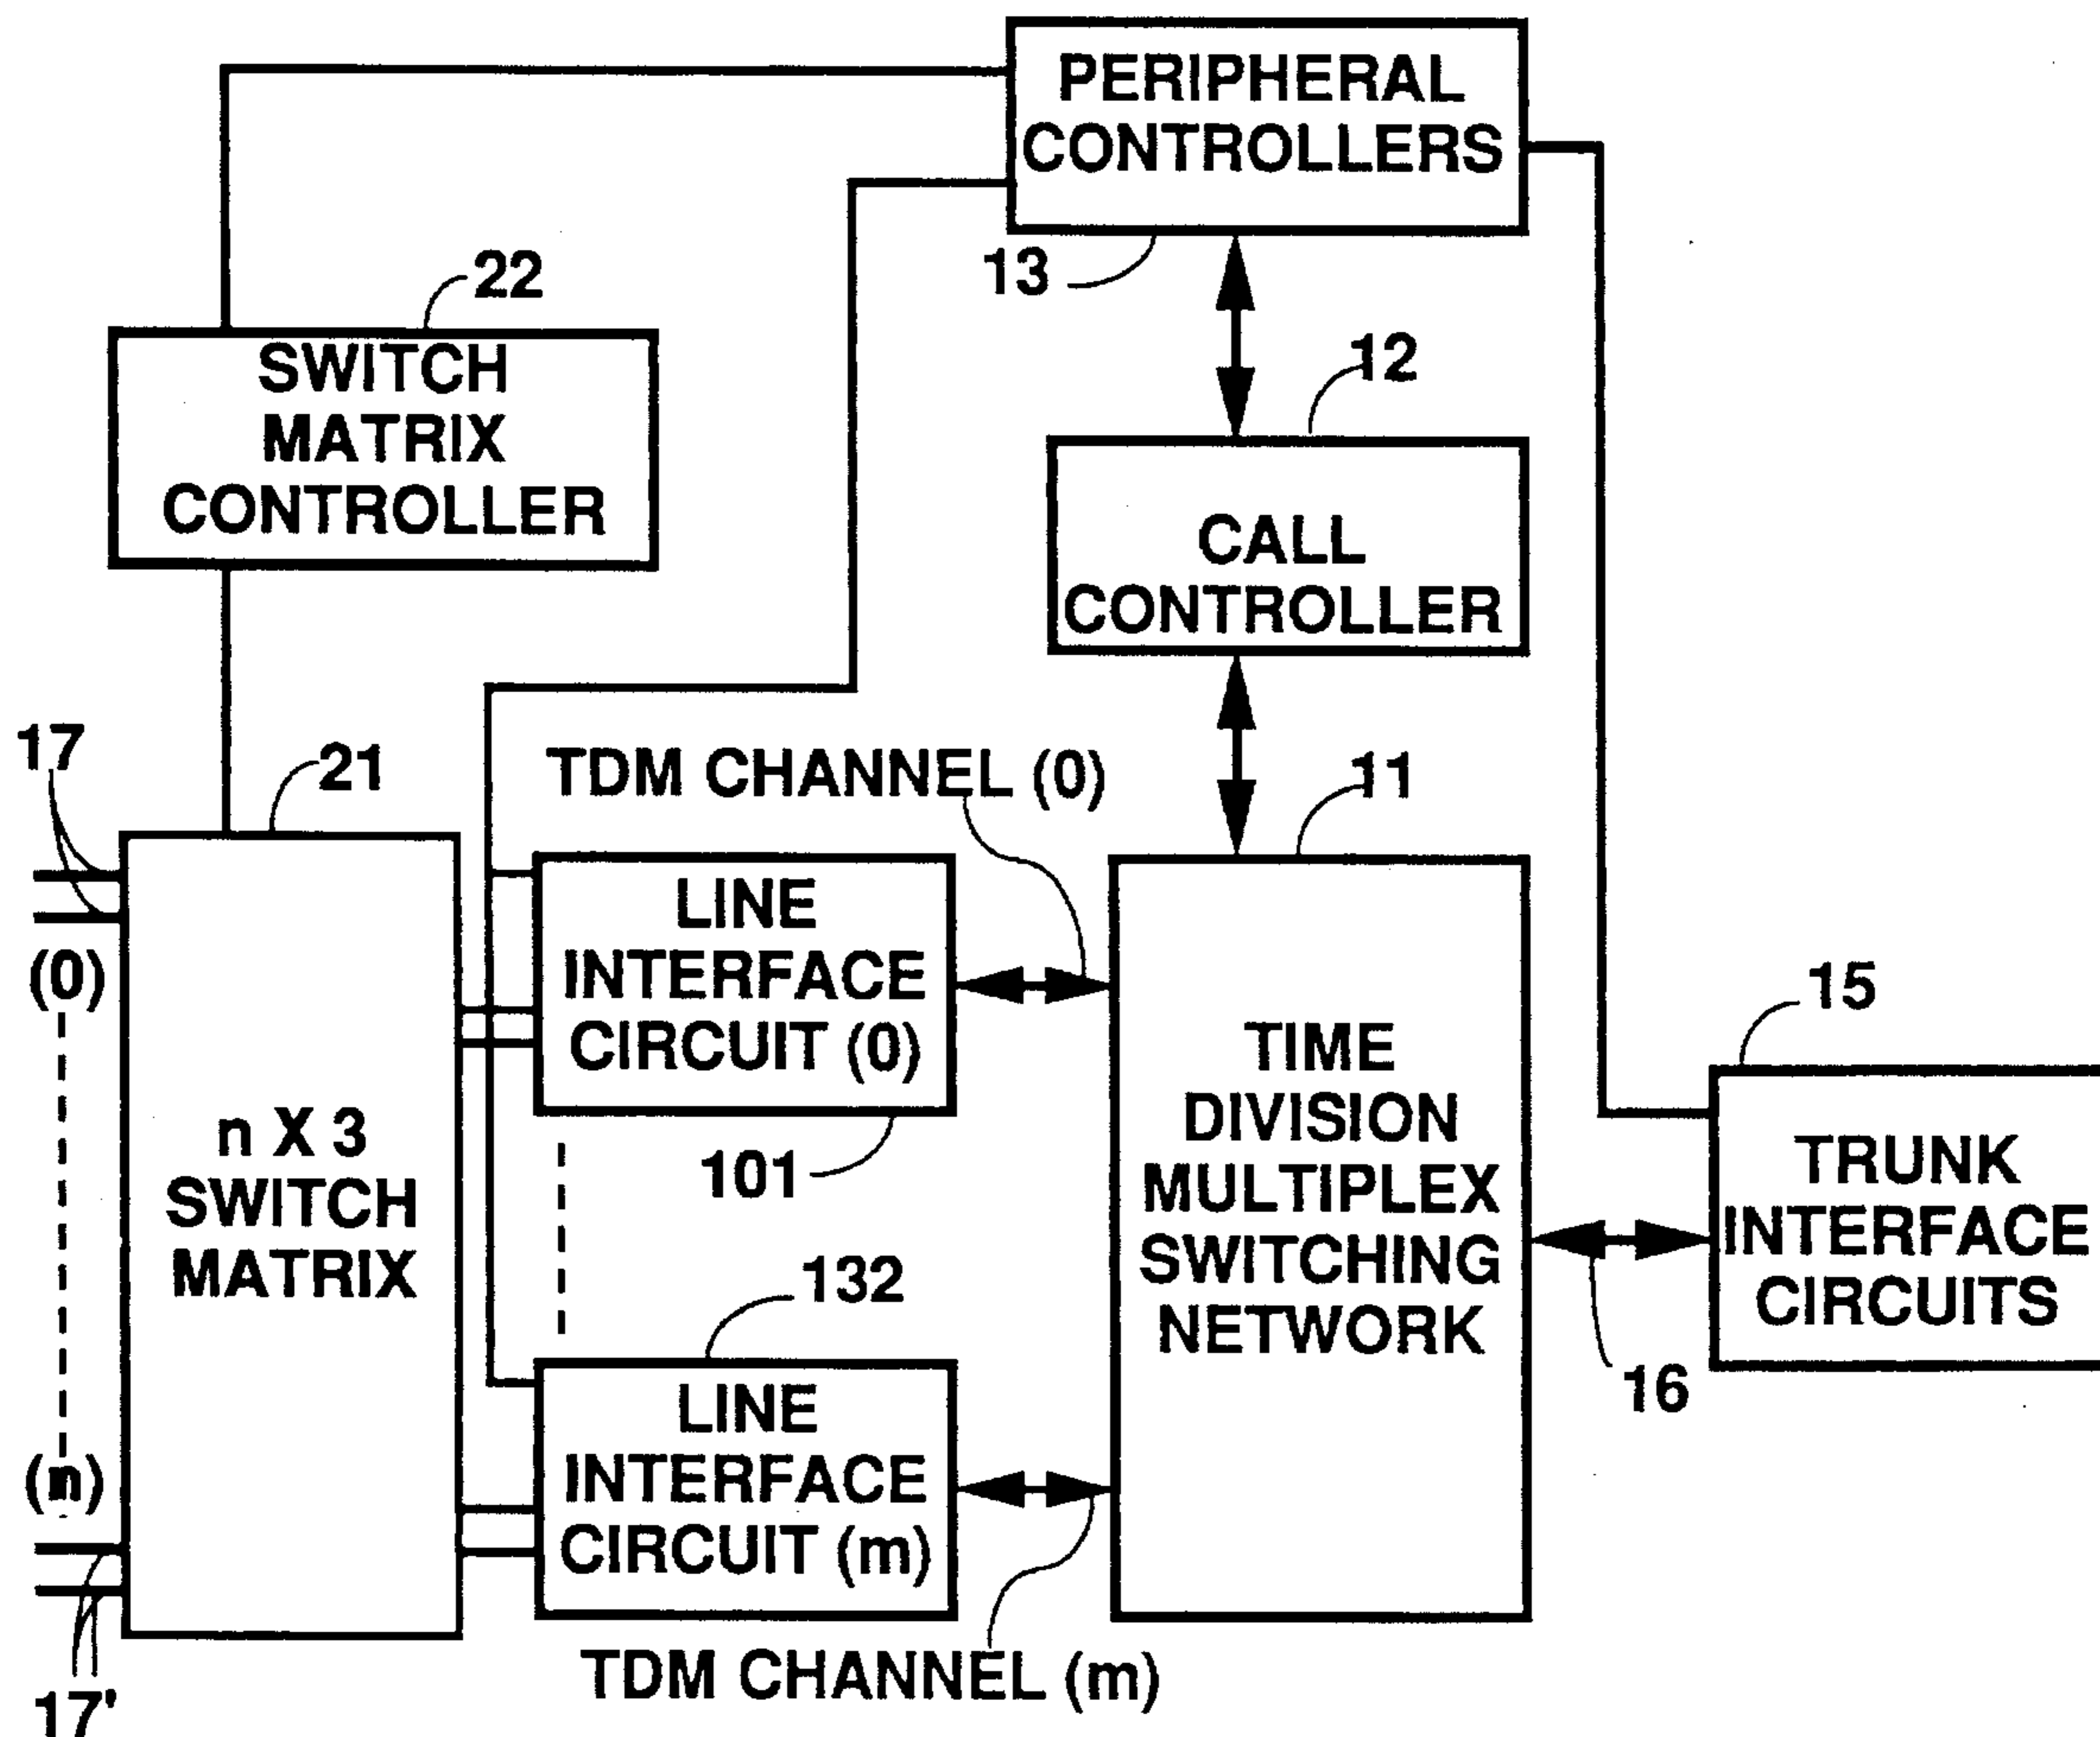 PERIPHERAL
CONTROLLERS
13
22
SWITCH
MATRIX
CONTROLLER
12
CALL
CONTROLLER
17
21
TDM CHANNEL (0)
11
(0)
LINE
INTERFACE
CIRCUIT (0)
101
n X 3
SWITCH
MATRIX
TIME
DIVISION
MULTIPLEX
SWITCHING
NETWORK
15
TRUNK
INTERFACE
CIRCUITS
16
132
(n)
LINE
INTERFACE
CIRCUIT (m)
TDM CHANNEL (m)
17'